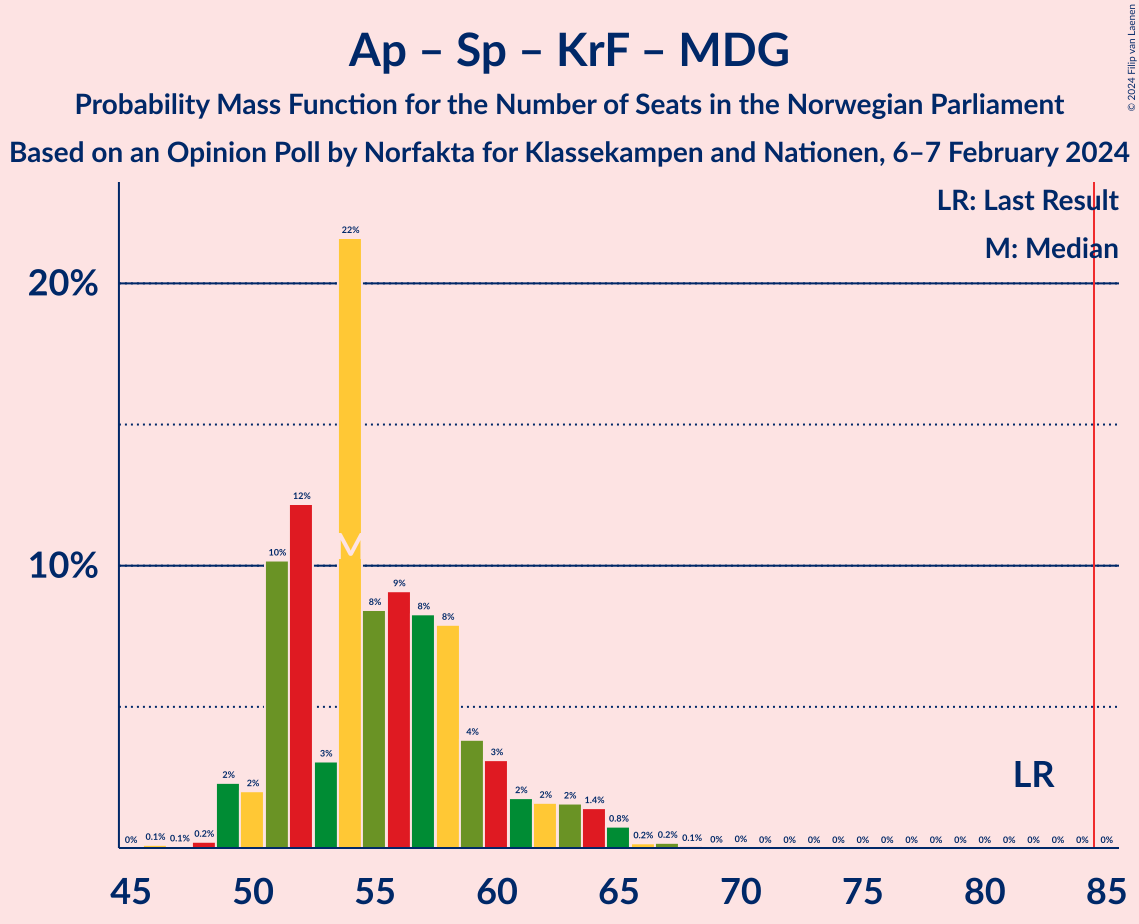 Ap – Sp – KrF – MDG
Probability Mass Function for the Number of Seats in the Norwegian Parliament
Based on an Opinion Poll by Norfakta for Klassekampen and Nationen, 6–7 February 2024
© 2024 Filip van Laenen
LR: Last Result
M: Median
20%
10%
0% 0.1% 0.1% 0.2% 2% 2% 10% 12% 3% 22% 8% 9% 8% 8% 4% 3% 2% 2% 2% 1.4% 0.8% 0.2% 0.2% 0.1% 0% 0% 0% 0% 0% 0% 0% 0% 0% 0% 0% 0% 0% 0% 0% 0% 0%
M
LR
45 50 55 60 65 70 75 80 85